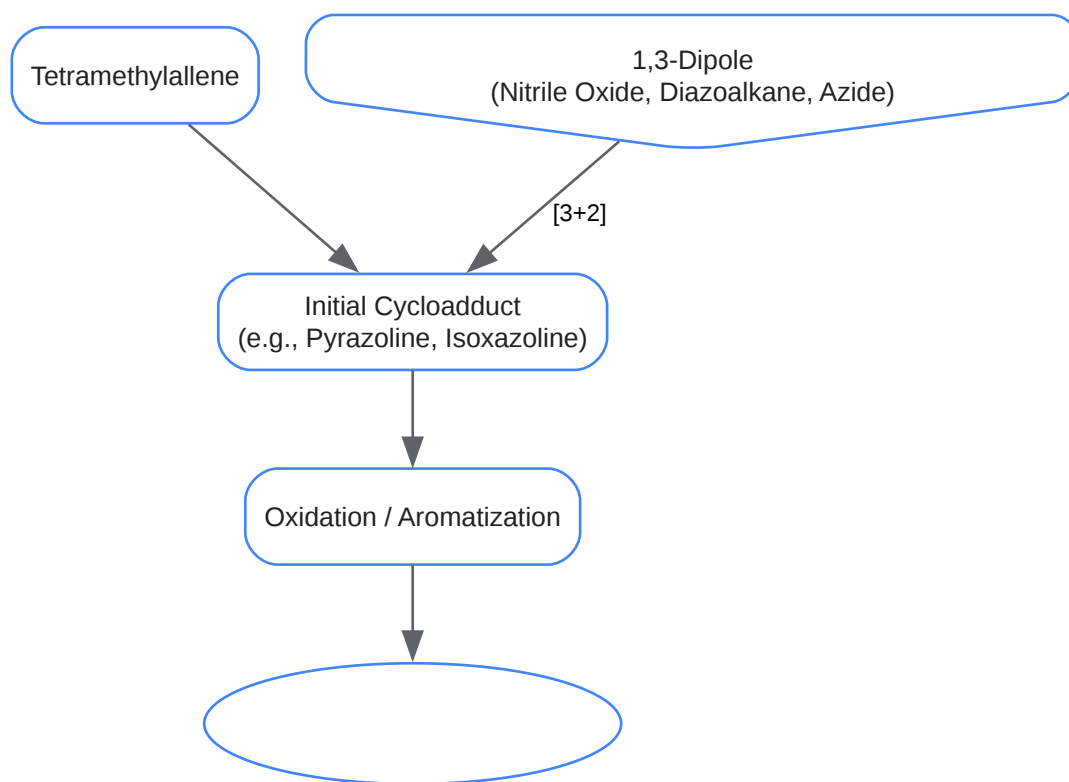 Tetramethylallene
1,3-Dipole
(Nitrile Oxide, Diazoalkane, Azide)
[3+2]
Initial Cycloadduct
(e.g., Pyrazoline, Isoxazoline)
Oxidation / Aromatization